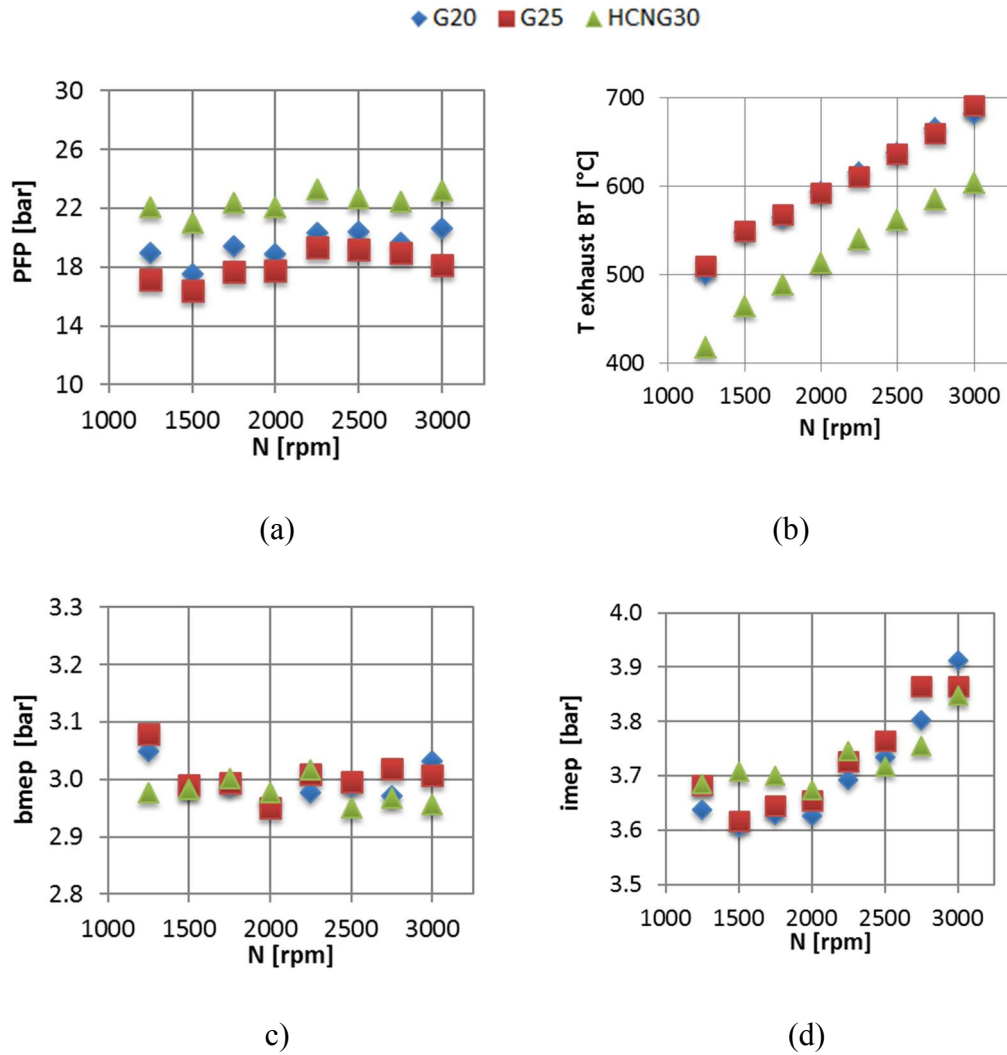 G20 G25 HCNG30
30
26
22
18
14
10
PFP [bar]
1000 1500 2000 2500 3000
N [rpm]
(a)
700
600
500
400
T exhaust BT [°C]
1000 1500 2000 2500 3000
N [rpm]
(b)
3.3
3.2
3.1
3.0
2.9
2.8
bmep [bar]
1000 1500 2000 2500 3000
N [rpm]
c)
4.0
3.9
3.8
3.7
3.6
3.5
imep [bar]
1000 1500 2000 2500 3000
N [rpm]
(d)